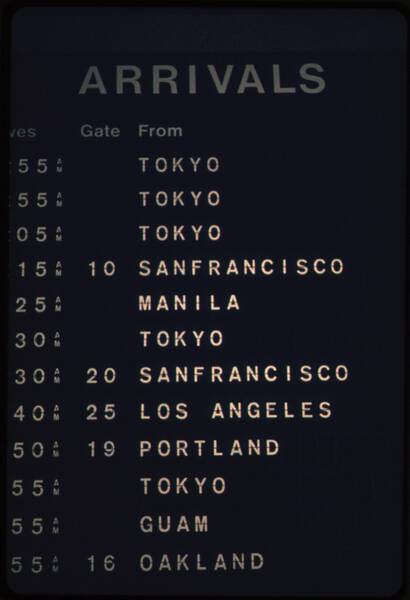 ARRIVALS
ves Gate From
:55 AM TOKYO
:55 AM TOKYO
:05 AM TOKYO
:15 AM 10 SANFRANCISCO
25 AM MANILA
30 AM TOKYO
30 AM 20 SANFRANCISCO
40 AM 25 LOS ANGELES
50 AM 19 PORTLAND
55 AM TOKYO
55 AM GUAM
55 AM 16 OAKLAND